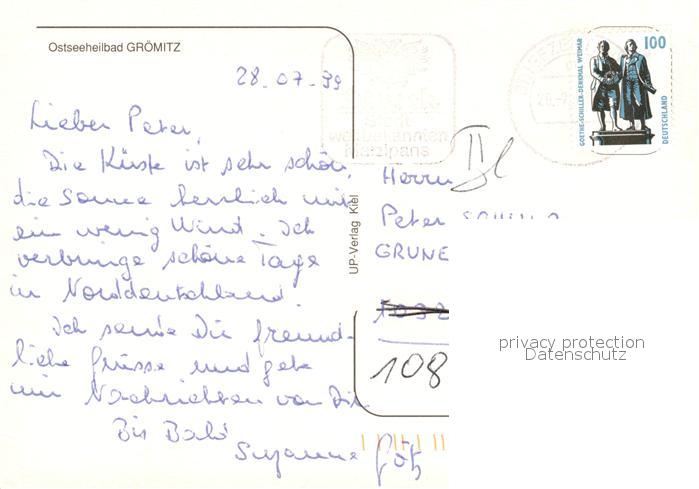 Ostseeheilbad GRÖMITZ
28.07.99
Lieber Peter,
Die Küste ist sehr schön,
die Sonne herrlich mit
ein wenig Wind. Ich
verbringe schöne Tage
in Norddeutschland.
Ich sende Dir freund-
liche Grüsse und gebe
mir Nachrichten von Dir
Bis Bald
Suzanne
UP-Verlag Kiel
weltbekannten
Marzipans
GOETHE-SCHILLER-DENKMAL WEIMAR
100
DEUTSCHLAND
Herrn
Peter
GRUNE
108
privacy protection
Datenschutz